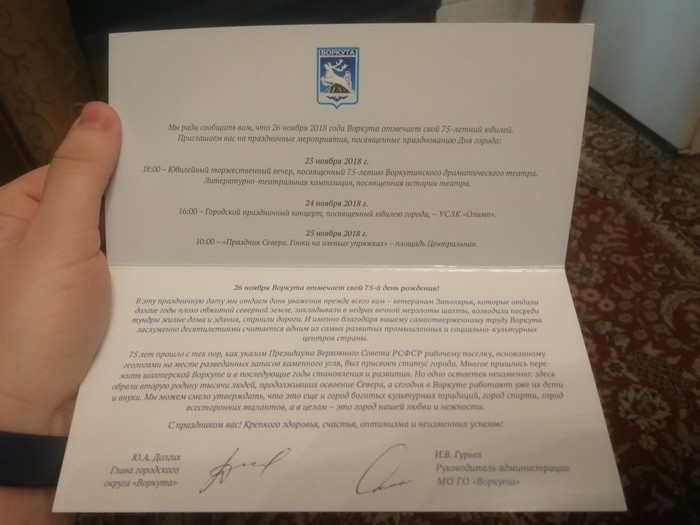 ВОРКУТА
Мы рады сообщить вам, что 26 ноября 2018 года Воркута отмечает свой 75-летний юбилей.
Приглашаем вас на праздничные мероприятия, посвященные празднованию Дня города:
23 ноября 2018 г.
18:00 – Юбилейный торжественный вечер, посвященный 75-летию Воркутинского драматического театра.
Литературно-театральная композиция, посвященная истории театра.
24 ноября 2018 г.
16:00 – Городской праздничный концерт, посвященный юбилею города, – УСЗК «Олимп».
25 ноября 2018 г.
10:00 – «Праздник Севера. Гонки на оленьих упряжках» – площадь Центральная.
26 ноября Воркута отмечает свой 75-й день рождения!
В эту праздничную дату мы отдаем дань уважения прежде всего вам – ветеранам Заполярья, которые отдали
долгие годы плохо обжитой северной земле, закладывали в недрах вечной мерзлоты шахты, возводили посреди
тундры жилые дома и здания, строили дороги. И именно благодаря вашему самоотверженному труду Воркута
заслуженно десятилетиями считается одним из самых развитых промышленных и социально-культурных
центров страны.
75 лет прошло с тех пор, как указом Президиума Верховного Совета РСФСР рабочему поселку, основанному
геологами на месте разведанных запасов каменного угля, был присвоен статус города. Многое пришлось пе-
режить шахтерской Воркуте и в последующие годы становления и развития. Но одно остается неизменно: здесь
обрели вторую родину тысячи людей, продолживших освоение Севера, а сегодня в Воркуте работают уже их дети
и внуки. Мы можем смело утверждать, что это еще и город богатых культурных традиций, город спорта, город
всесторонних талантов, а в целом – это город нашей любви и нежности.
С праздником вас! Крепкого здоровья, счастья, оптимизма и неизменных успехов!
Ю.А. Долгих
Глава городского
округа «Воркута»
И.В. Гурьев
Руководитель администрации
МО ГО «Воркута»